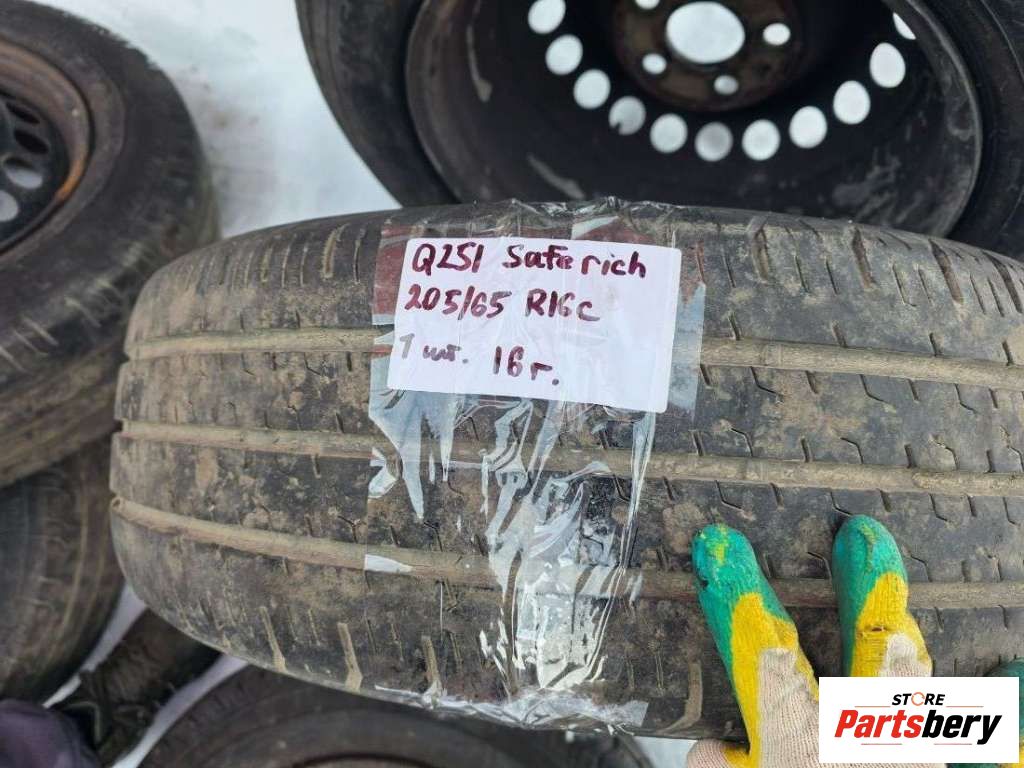 Q251 Saferich
205/65 R16c
1 шт. 16 г.
STORE
Partsbery